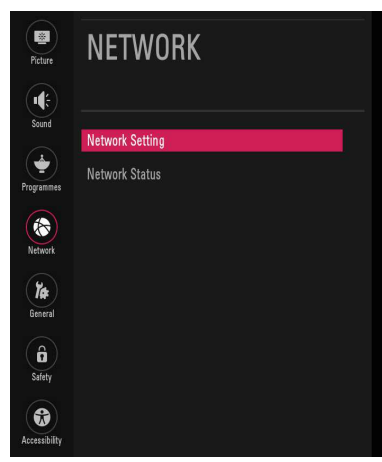 Picture
Sound
Programmes
Network
General
Safety
Accessibility
NETWORK
Network Setting
Network Status